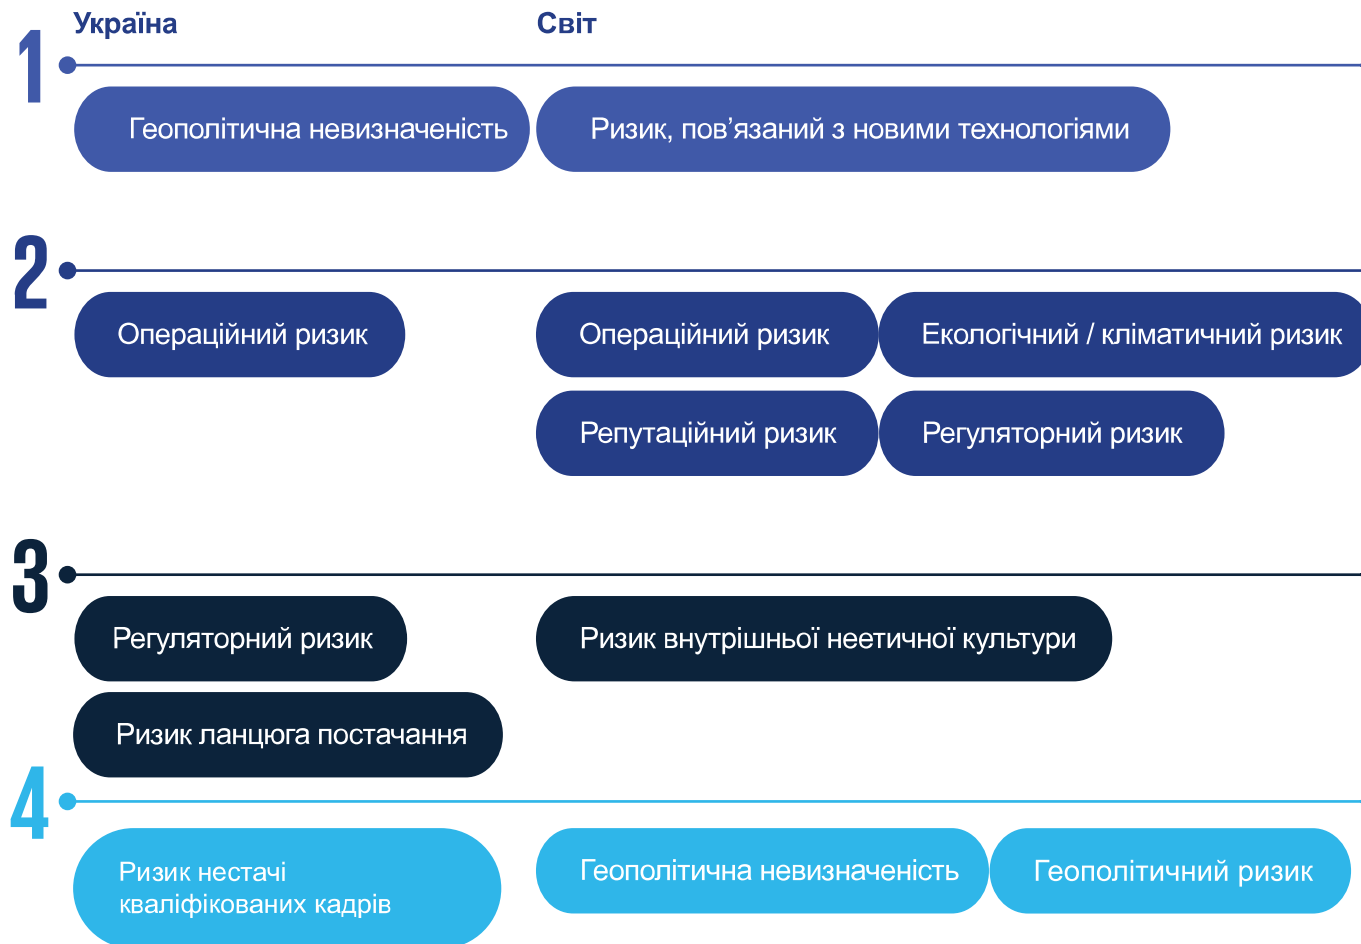 Україна
Світ
1
Геополітична невизначеність
Ризик, пов’язаний з новими технологіями
2
Операційний ризик
Операційний ризик
Екологічний / кліматичний ризик
Репутаційний ризик
Регуляторний ризик
3
Регуляторний ризик
Ризик внутрішньої неетичної культури
Ризик ланцюга постачання
4
Ризик нестачі
кваліфікованих кадрів
Геополітична невизначеність
Геополітичний ризик